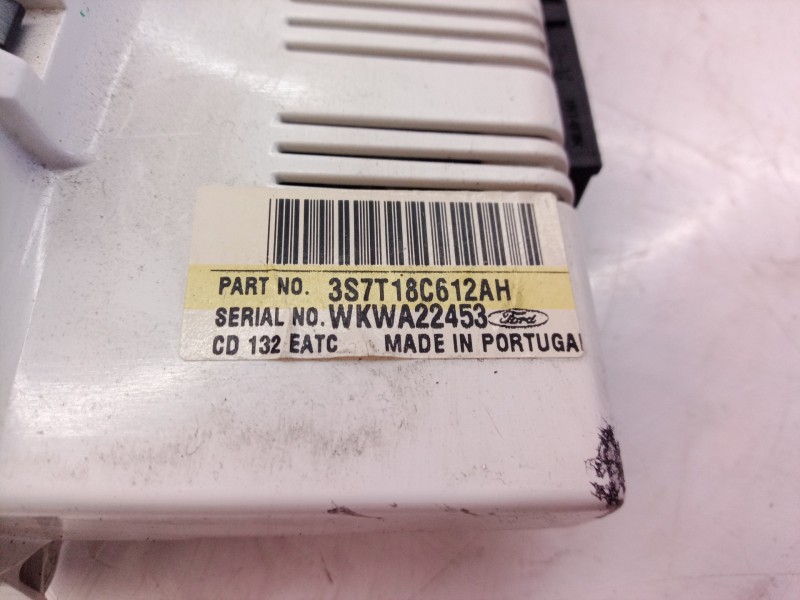 PART NO. 3S7T18C612AH
SERIAL NO. WKWA22453 Ford
CD 132 EATC MADE IN PORTUGAL